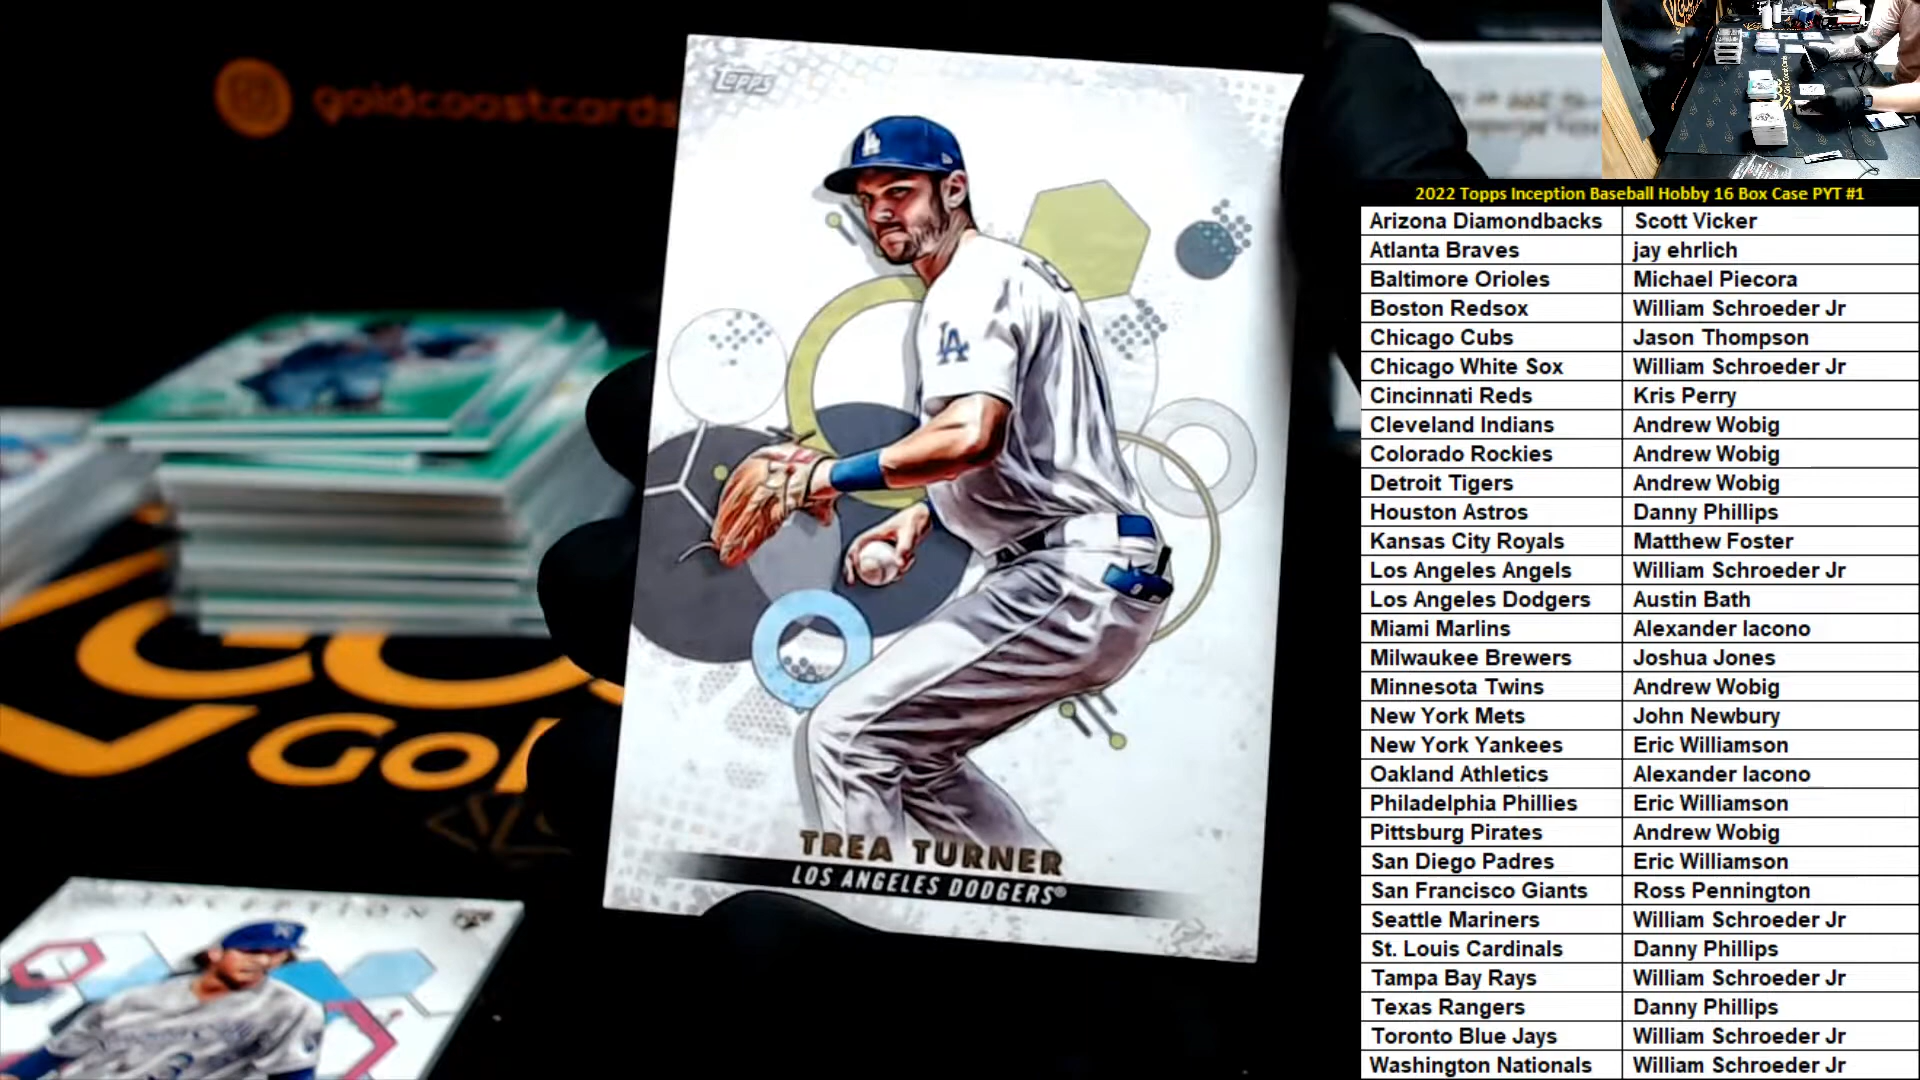 goldcoastcards
TOPPS
LA
LA
TREA TURNER
LOS ANGELES DODGERS®
Gol
INCEPTION
2022 Topps Inception Baseball Hobby 16 Box Case PYT #1
Arizona Diamondbacks Scott Vicker
Atlanta Braves jay ehrlich
Baltimore Orioles Michael Piecora
Boston Redsox William Schroeder Jr
Chicago Cubs Jason Thompson
Chicago White Sox William Schroeder Jr
Cincinnati Reds Kris Perry
Cleveland Indians Andrew Wobig
Colorado Rockies Andrew Wobig
Detroit Tigers Andrew Wobig
Houston Astros Danny Phillips
Kansas City Royals Matthew Foster
Los Angeles Angels William Schroeder Jr
Los Angeles Dodgers Austin Bath
Miami Marlins Alexander Iacono
Milwaukee Brewers Joshua Jones
Minnesota Twins Andrew Wobig
New York Mets John Newbury
New York Yankees Eric Williamson
Oakland Athletics Alexander Iacono
Philadelphia Phillies Eric Williamson
Pittsburg Pirates Andrew Wobig
San Diego Padres Eric Williamson
San Francisco Giants Ross Pennington
Seattle Mariners William Schroeder Jr
St. Louis Cardinals Danny Phillips
Tampa Bay Rays William Schroeder Jr
Texas Rangers Danny Phillips
Toronto Blue Jays William Schroeder Jr
Washington Nationals William Schroeder Jr